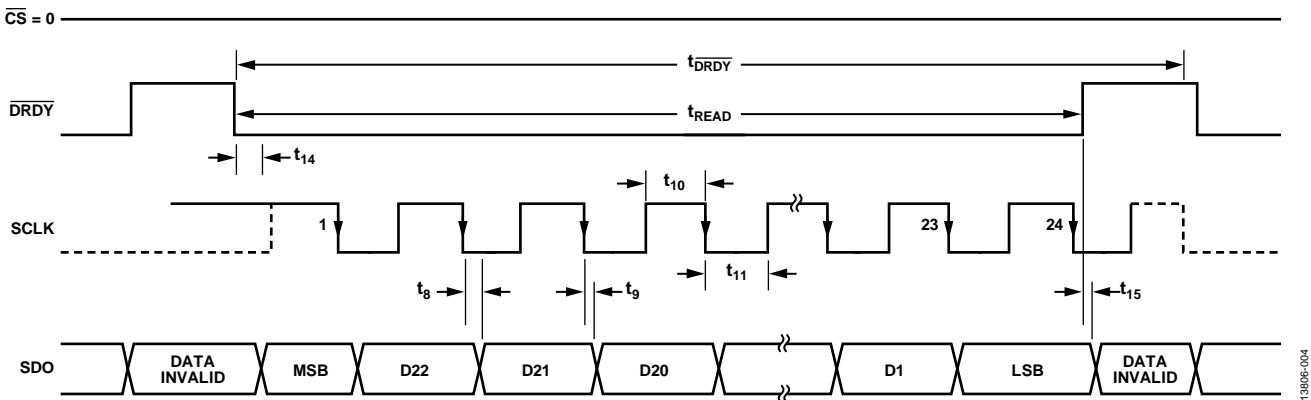 CS = 0
tDRDY
DRDY
tREAD
t14
t10
SCLK
1
23
24
t8
t9
t11
t15
SDO
DATA
INVALID
MSB
D22
D21
D20
D1
LSB
DATA
INVALID
13806-004